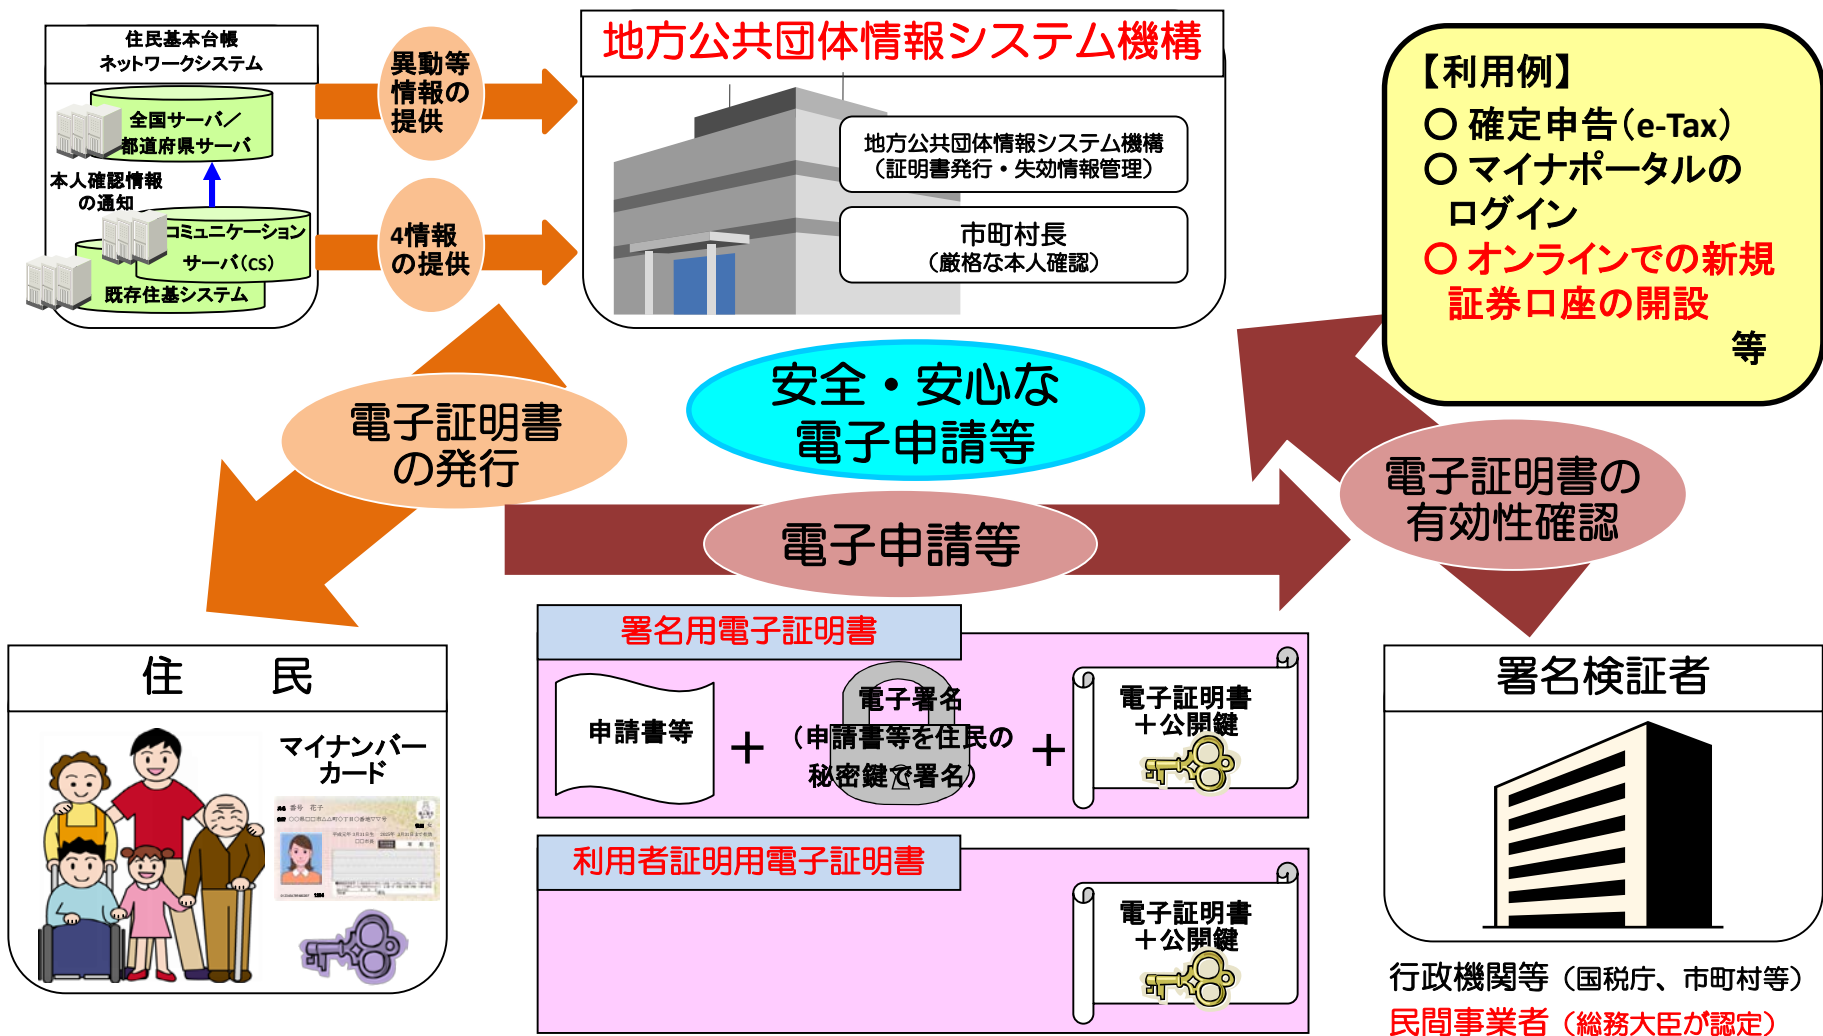 住民基本台帳
ネットワークシステム
全国サーバ／
都道府県サーバ
本人確認情報
の通知
コミュニケーション
サーバ(CS)
既存住基システム
異動等
情報の
提供
4情報
の提供
地方公共団体情報システム機構
地方公共団体情報システム機構
（証明書発行・失効情報管理）
市町村長
（厳格な本人確認）
【利用例】
○ 確定申告（e-Tax）
○ マイナポータルの
ログイン
○ オンラインでの新規
証券口座の開設
等
安全・安心な
電子申請等
電子証明書
の発行
電子申請等
電子証明書の
有効性確認
住　民
マイナンバー
カード
番号　花子
署名用電子証明書
申請書等
＋
電子署名
（申請書等を住民の
秘密鍵で署名）
＋
電子証明書
＋公開鍵
利用者証明用電子証明書
電子証明書
＋公開鍵
署名検証者
行政機関等（国税庁、市町村等）
民間事業者（総務大臣が認定）